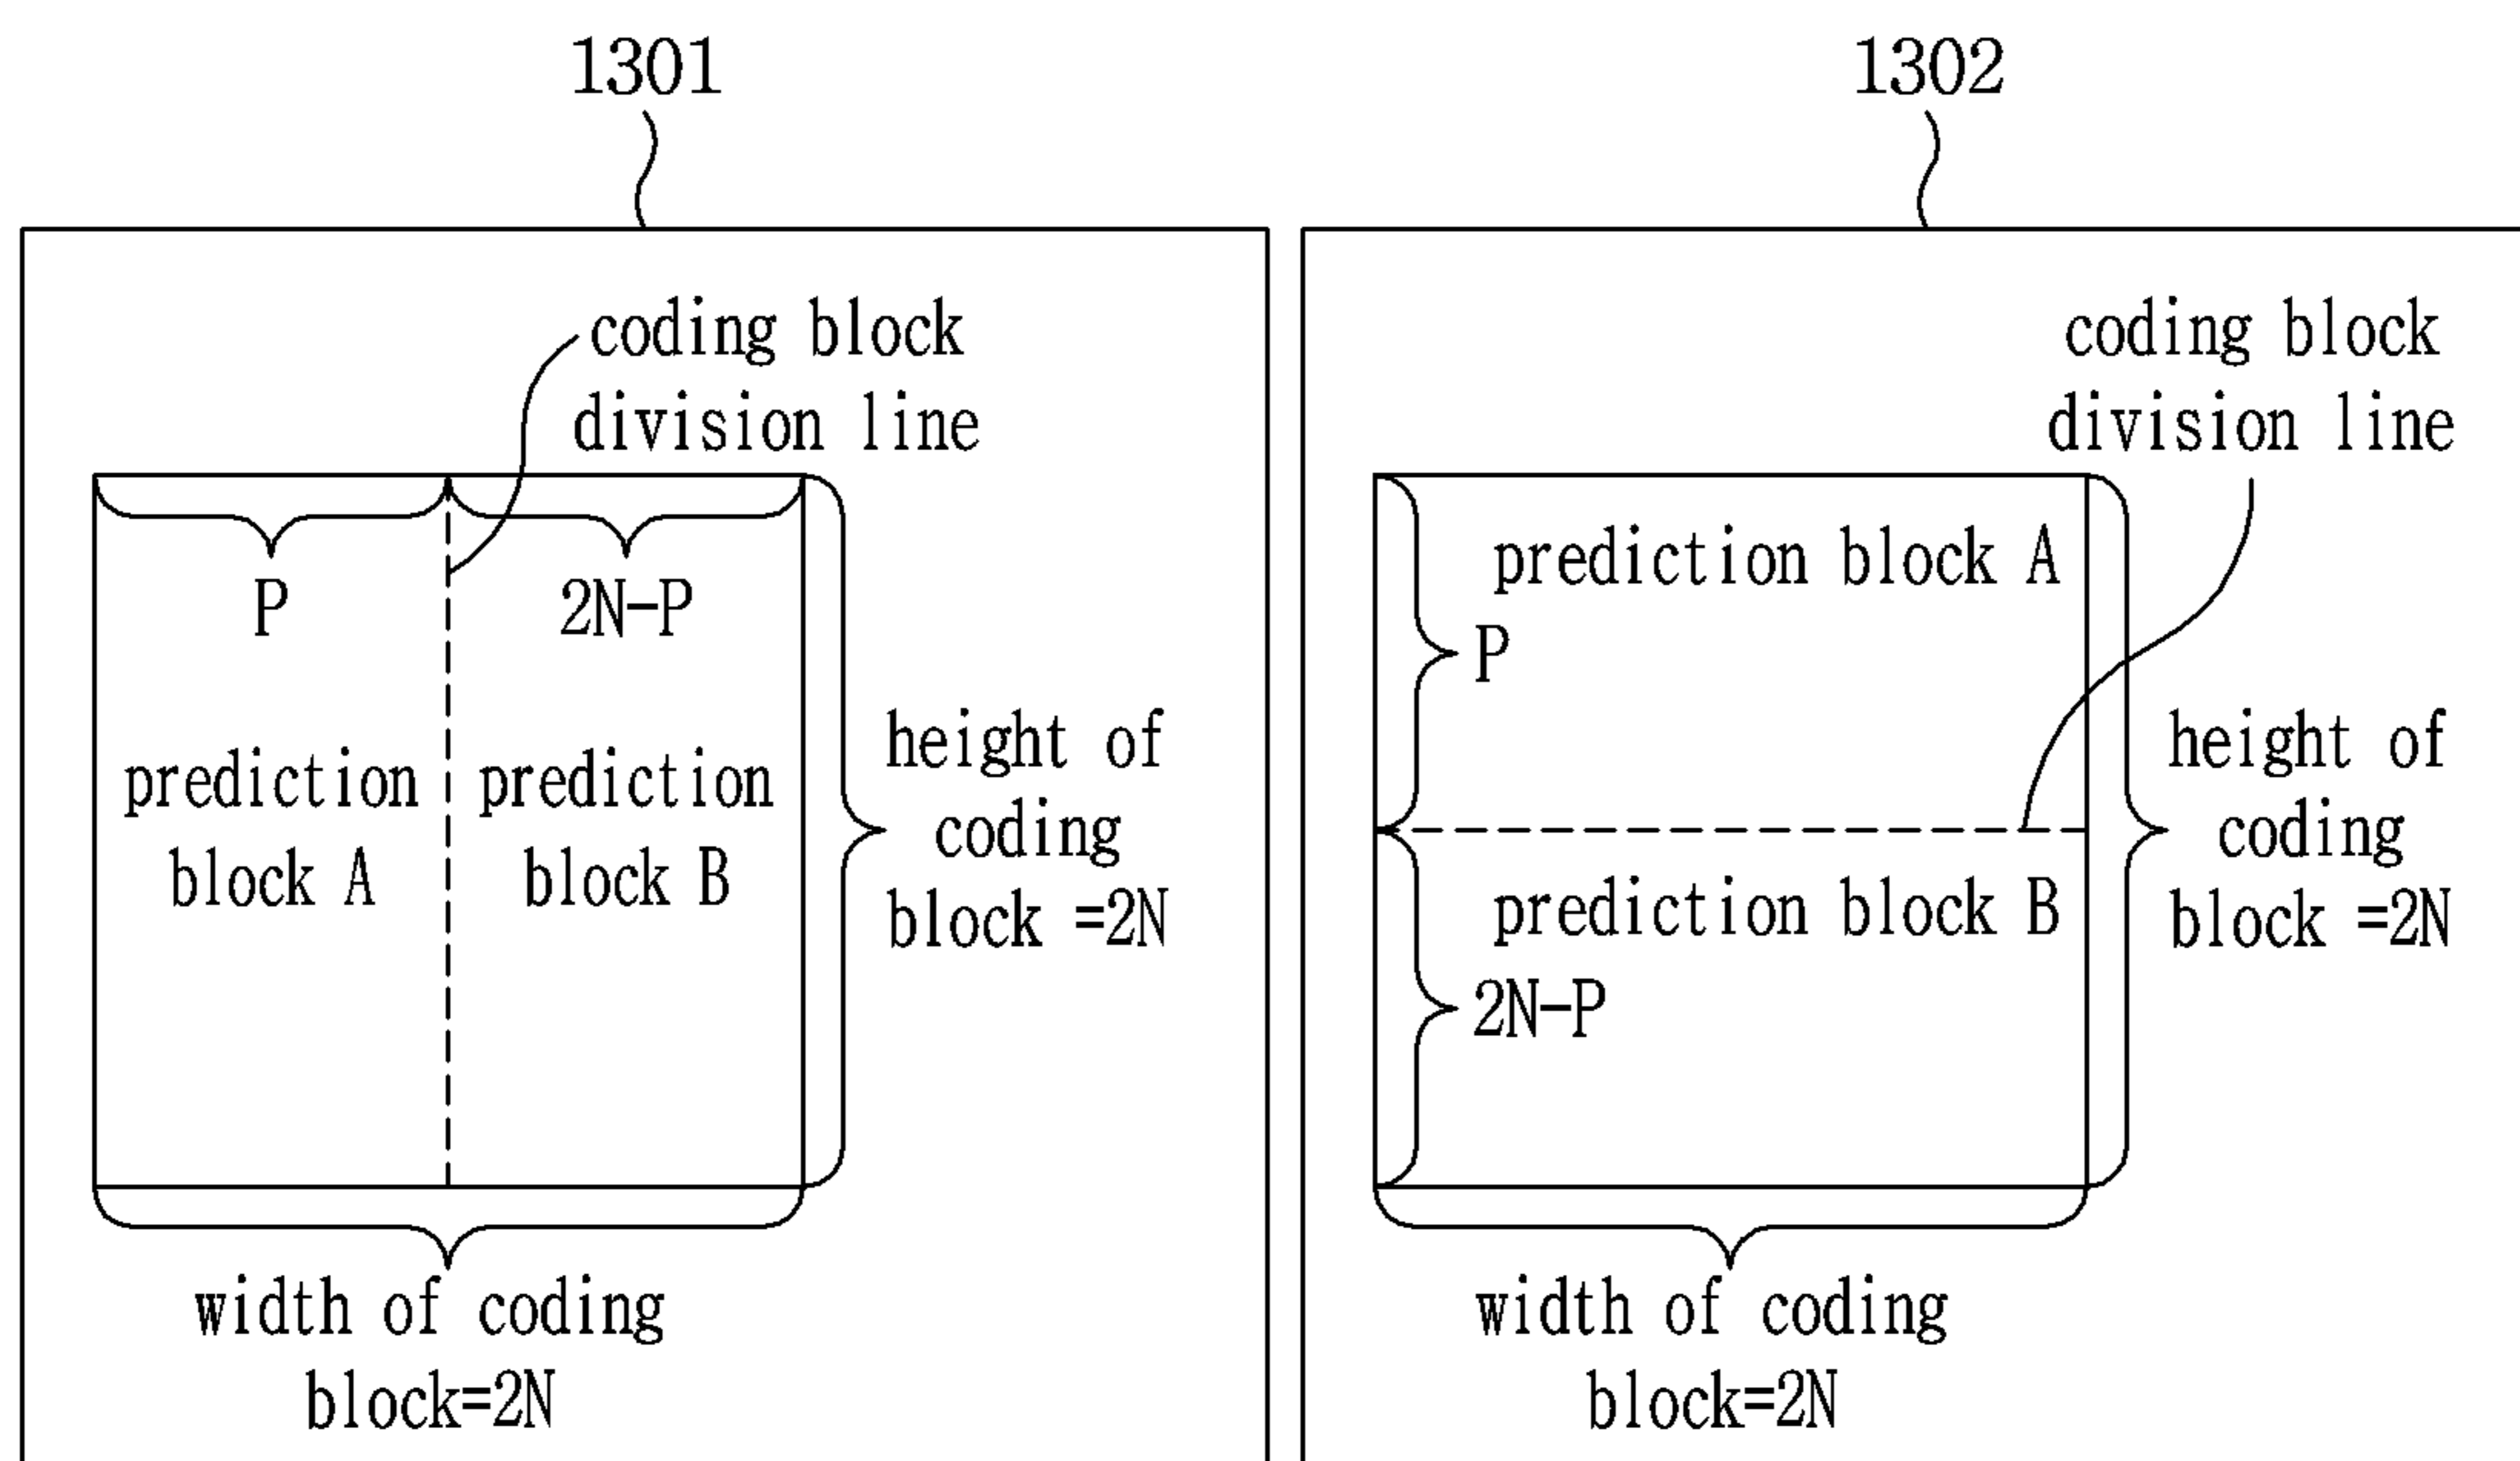 1301
coding block
division line
P
2N-P
prediction
block A
prediction
block B
height of
coding
block =2N
width of coding
block=2N
1302
coding block
division line
prediction block A
P
prediction block B
2N-P
height of
coding
block =2N
width of coding
block=2N